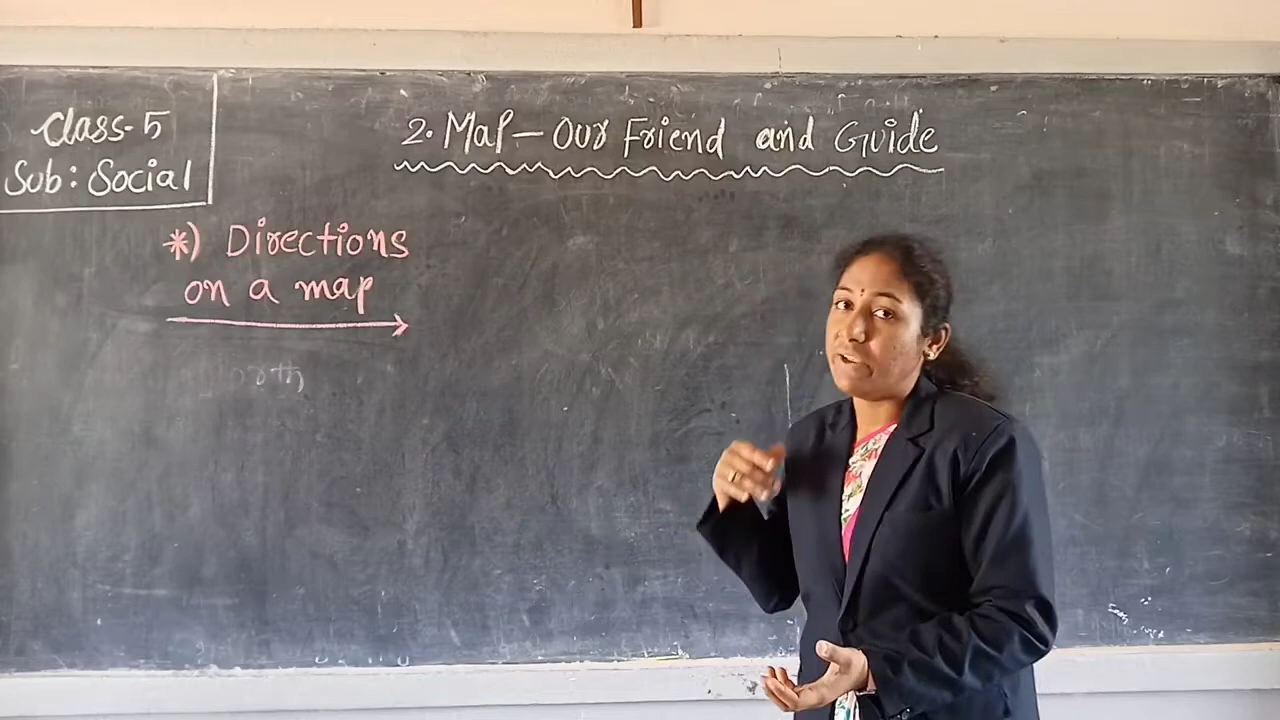 Class-5
Sub: Social
2. Map - Our Friend and Guide
*) Directions
on a map